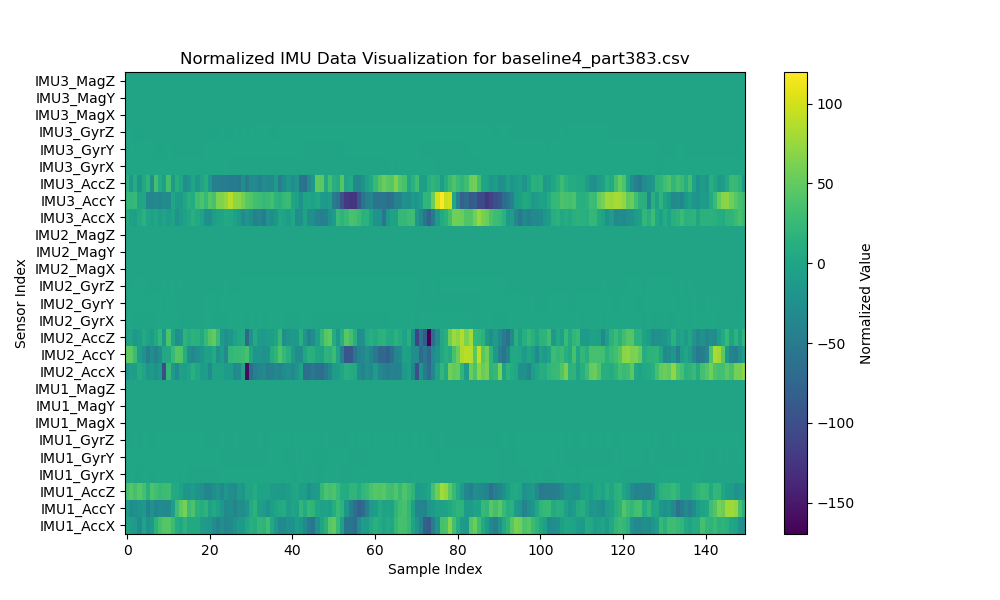 Normalized IMU Data Visualization for baseline4_part383.csv
IMU3_MagZ
IMU3_MagY
IMU3_MagX
IMU3_GyrZ
IMU3_GyrY
IMU3_GyrX
IMU3_AccZ
IMU3_AccY
IMU3_AccX
IMU2_MagZ
IMU2_MagY
IMU2_MagX
IMU2_GyrZ
IMU2_GyrY
IMU2_GyrX
IMU2_AccZ
IMU2_AccY
IMU2_AccX
IMU1_MagZ
IMU1_MagY
IMU1_MagX
IMU1_GyrZ
IMU1_GyrY
IMU1_GyrX
IMU1_AccZ
IMU1_AccY
IMU1_AccX
Sensor Index
0 20 40 60 80 100 120 140
Sample Index
100
50
0
−50
−100
−150
Normalized Value